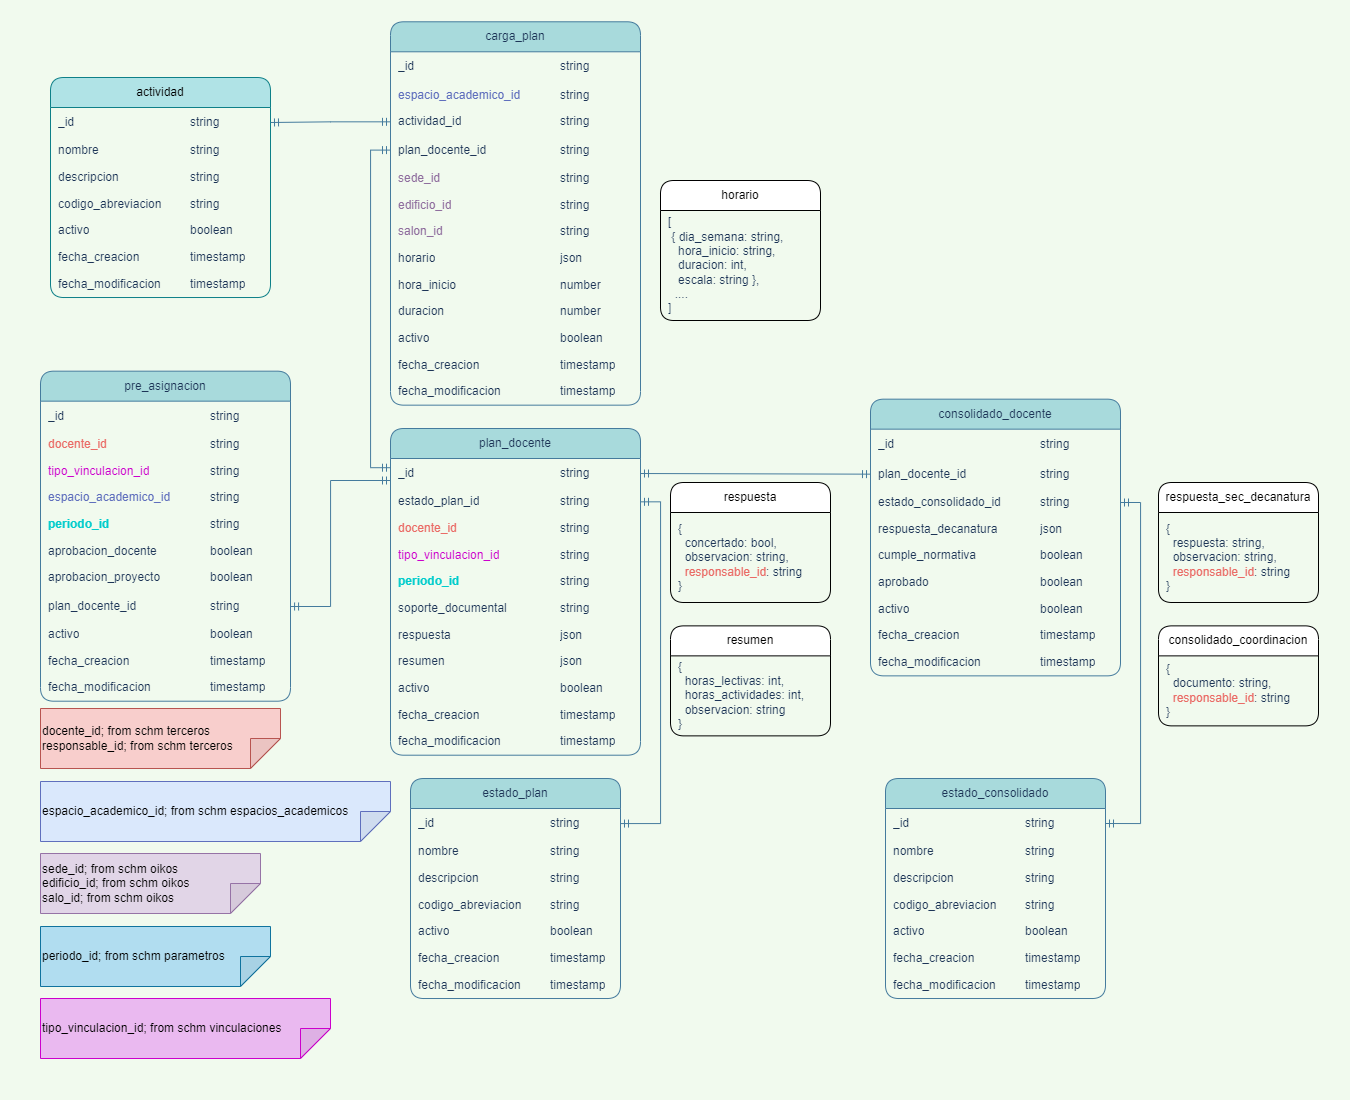 carga_plan
_id string
espacio_academico_id string
actividad_id string
plan_docente_id string
sede_id string
edificio_id string
salon_id string
horario json
hora_inicio number
duracion number
activo boolean
fecha_creacion timestamp
fecha_modificacion timestamp
actividad
_id string
nombre string
descripcion string
codigo_abreviacion string
activo boolean
fecha_creacion timestamp
fecha_modificacion timestamp
horario
[
{ dia_semana: string,
hora_inicio: string,
duracion: int,
escala: string },
....
]
pre_asignacion
_id string
docente_id string
tipo_vinculacion_id string
espacio_academico_id string
periodo_id string
aprobacion_docente boolean
aprobacion_proyecto boolean
plan_docente_id string
activo boolean
fecha_creacion timestamp
fecha_modificacion timestamp
plan_docente
_id string
estado_plan_id string
docente_id string
tipo_vinculacion_id string
periodo_id string
soporte_documental string
respuesta json
resumen json
activo boolean
fecha_creacion timestamp
fecha_modificacion timestamp
consolidado_docente
_id string
plan_docente_id string
estado_consolidado_id string
respuesta_decanatura json
cumple_normativa boolean
aprobado boolean
activo boolean
fecha_creacion timestamp
fecha_modificacion timestamp
respuesta
{
concertado: bool,
observacion: string,
responsable_id: string
}
resumen
{
horas_lectivas: int,
horas_actividades: int,
observacion: string
}
respuesta_sec_decanatura
{
respuesta: string,
observacion: string,
responsable_id: string
}
consolidado_coordinacion
{
documento: string,
responsable_id: string
}
docente_id; from schm terceros
responsable_id; from schm terceros
espacio_academico_id; from schm espacios_academicos
sede_id; from schm oikos
edificio_id; from schm oikos
salo_id; from schm oikos
periodo_id; from schm parametros
tipo_vinculacion_id; from schm vinculaciones
estado_plan
_id string
nombre string
descripcion string
codigo_abreviacion string
activo boolean
fecha_creacion timestamp
fecha_modificacion timestamp
estado_consolidado
_id string
nombre string
descripcion string
codigo_abreviacion string
activo boolean
fecha_creacion timestamp
fecha_modificacion timestamp